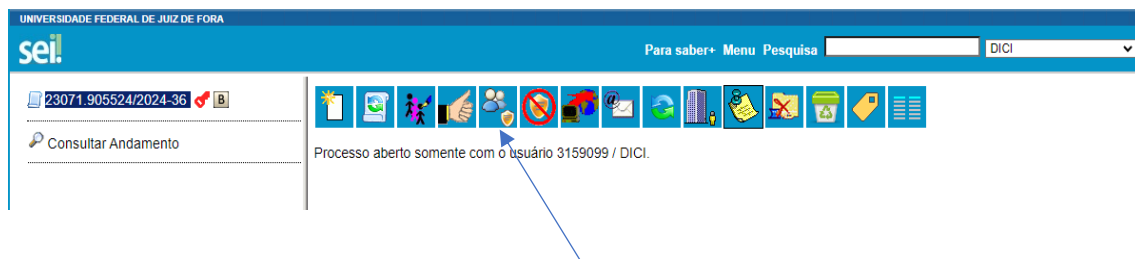 UNIVERSIDADE FEDERAL DE JUIZ DE FORA
sei!
Para saber+ Menu Pesquisa
DICI
23071.905524/2024-36 B
Consultar Andamento
@
Processo aberto somente com o usuário 3159099 / DICI.